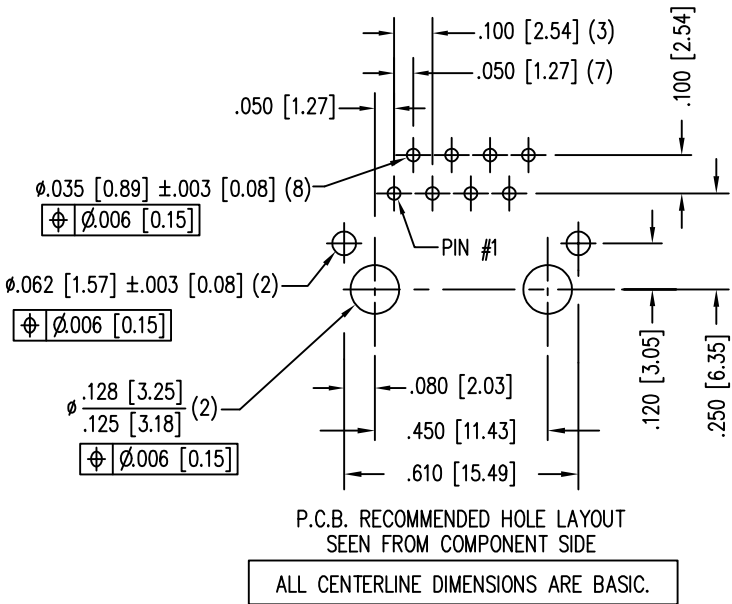 .100 [2.54] (3)
.050 [1.27] (7)
.100 [2.54]
.050 [1.27]
ø.035 [0.89] ±.003 [0.08] (8)
⌖ Ø.006 [0.15]
PIN #1
ø.062 [1.57] ±.003 [0.08] (2)
⌖ Ø.006 [0.15]
.120 [3.05]
.250 [6.35]
ø .128 [3.25]
.125 [3.18] (2)
⌖ Ø.006 [0.15]
.080 [2.03]
.450 [11.43]
.610 [15.49]
P.C.B. RECOMMENDED HOLE LAYOUT
SEEN FROM COMPONENT SIDE
ALL CENTERLINE DIMENSIONS ARE BASIC.